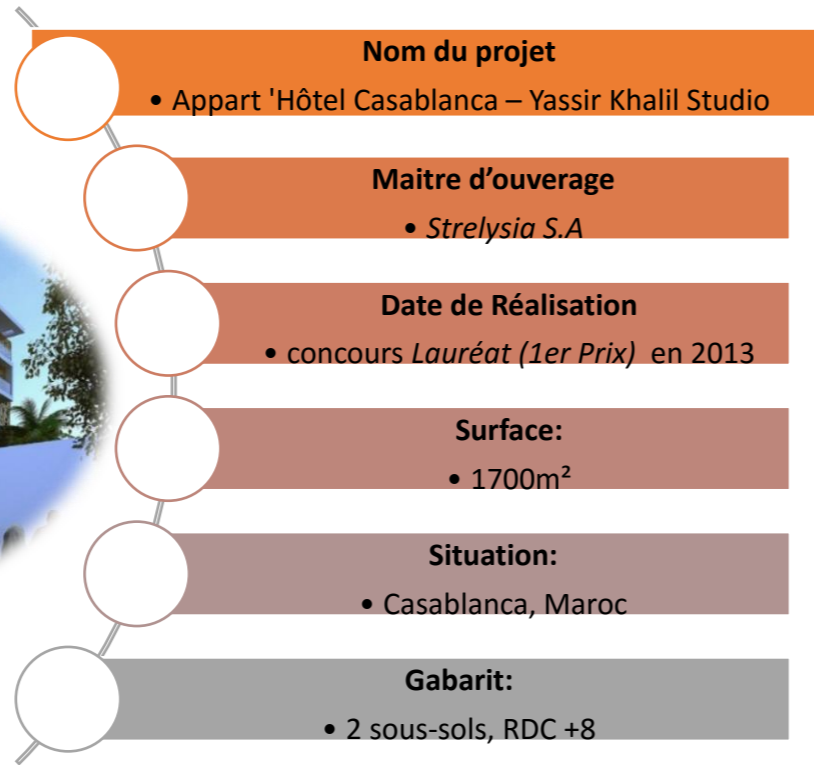 Nom du projet
• Appart 'Hôtel Casablanca – Yassir Khalil Studio
Maitre d’ouverage
• Strelysia S.A
Date de Réalisation
• concours Lauréat (1er Prix) en 2013
Surface:
• 1700m²
Situation:
• Casablanca, Maroc
Gabarit:
• 2 sous-sols, RDC +8